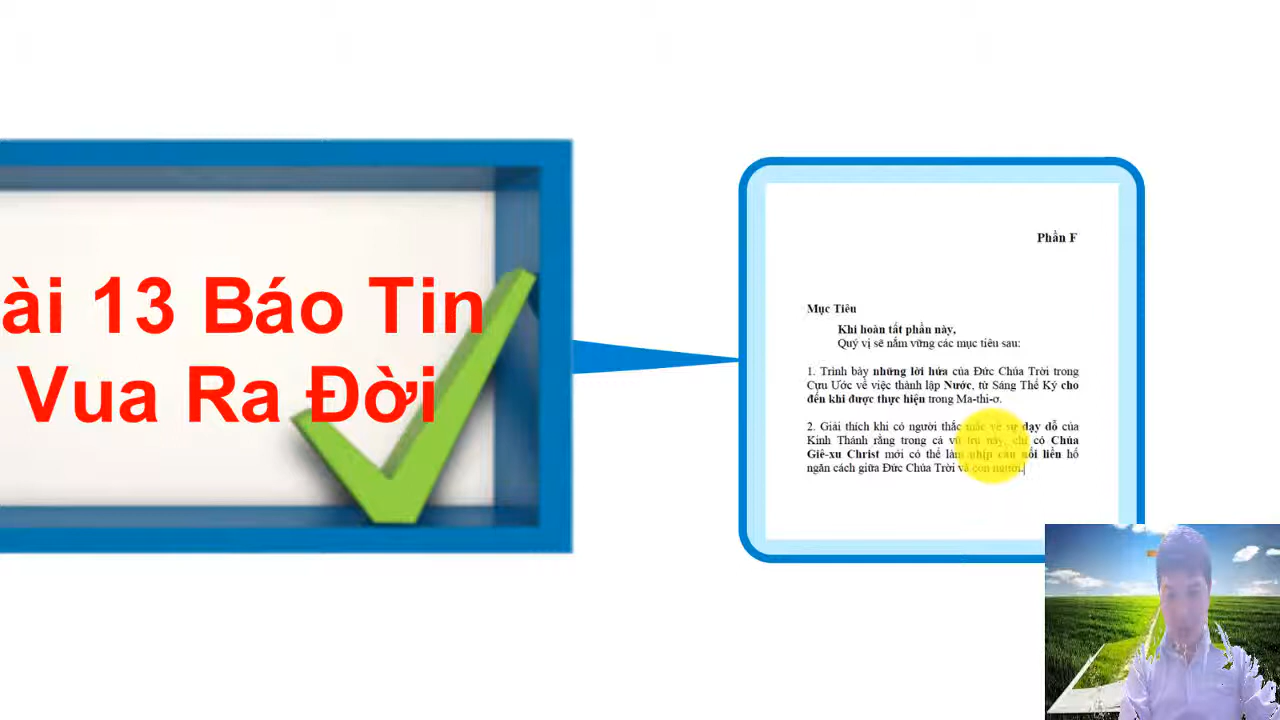 ài 13 Báo Tin
Vua Ra Đời
Phần F
Mục Tiêu
Khi hoàn tất phần này,
Quý vị sẽ nắm vững các mục tiêu sau:
1. Trình bày những lời hứa của Đức Chúa Trời trong
Cựu Ước về việc thành lập Nước, từ Sáng Thế Ký cho
đến khi được thực hiện trong Ma-thi-ơ.
2. Giải thích khi có người thắc mắc về sự dạy dỗ của
Kinh Thánh rằng trong cả vũ trụ này, chỉ có Chúa
Giê-xu Christ mới có thể làm nhịp cầu nối liền hố
ngăn cách giữa Đức Chúa Trời và con người.